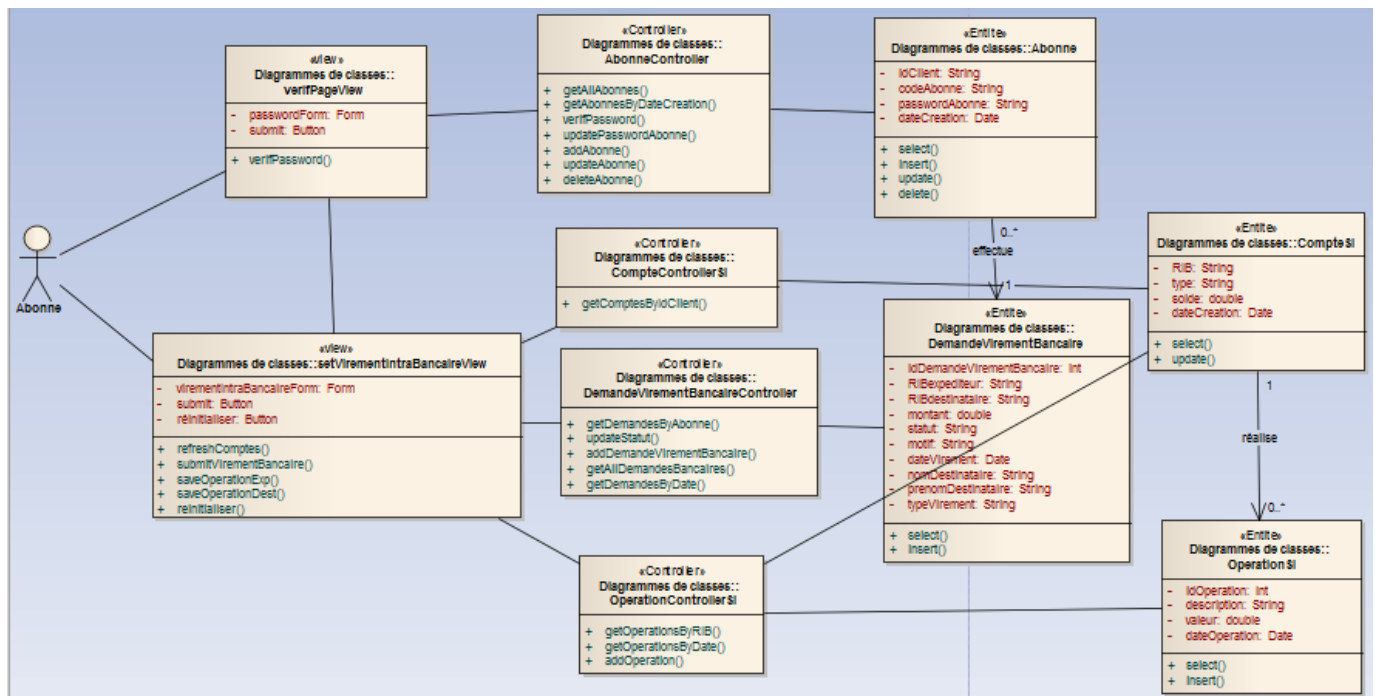 «view»
Diagrammes de classes::
verifPageView
- passwordForm: Form
- submit: Button
+ verifPassword()
«Controller»
Diagrammes de classes::
AbonneController
+ getAllAbonnes()
+ getAbonnesByDateCreation()
+ verifPassword()
+ updatePasswordAbonne()
+ addAbonne()
+ updateAbonne()
+ deleteAbonne()
«Entite»
Diagrammes de classes::Abonne
- idClient: String
- codeAbonne: String
- passwordAbonne: String
- dateCreation: Date
+ select()
+ insert()
+ update()
+ delete()
0..*
effectue
1
Abonne
«Controller»
Diagrammes de classes::
CompteControllerSI
+ getComptesByIdClient()
«Entite»
Diagrammes de classes::CompteSI
- RIB: String
- type: String
- solde: double
- dateCreation: Date
+ select()
+ update()
1
réalise
0..*
«view»
Diagrammes de classes::setVirementIntraBancaireView
- virementIntraBancaireForm: Form
- submit: Button
- réinitialiser: Button
+ refreshComptes()
+ submitVirementBancaire()
+ saveOperationExp()
+ saveOperationDest()
+ reinitialiser()
«Controller»
Diagrammes de classes::
DemandeVirementBancaireController
+ getDemandesByAbonne()
+ updateStatut()
+ addDemandeVirementBancaire()
+ getAllDemandesBancaires()
+ getDemandesByDate()
«Entite»
Diagrammes de classes::
DemandeVirementBancaire
- idDemandeVirementBancaire: int
- RIBexpediteur: String
- RIBdestinataire: String
- montant: double
- statut: String
- motif: String
- dateVirement: Date
- nomDestinataire: String
- prenomDestinataire: String
- typeVirement: String
+ select()
+ insert()
«Controller»
Diagrammes de classes::
OperationControllerSI
+ getOperationsByRIB()
+ getOperationsByDate()
+ addOperation()
«Entite»
Diagrammes de classes::
OperationSI
- idOperation: int
- description: String
- valeur: double
- dateOperation: Date
+ select()
+ insert()